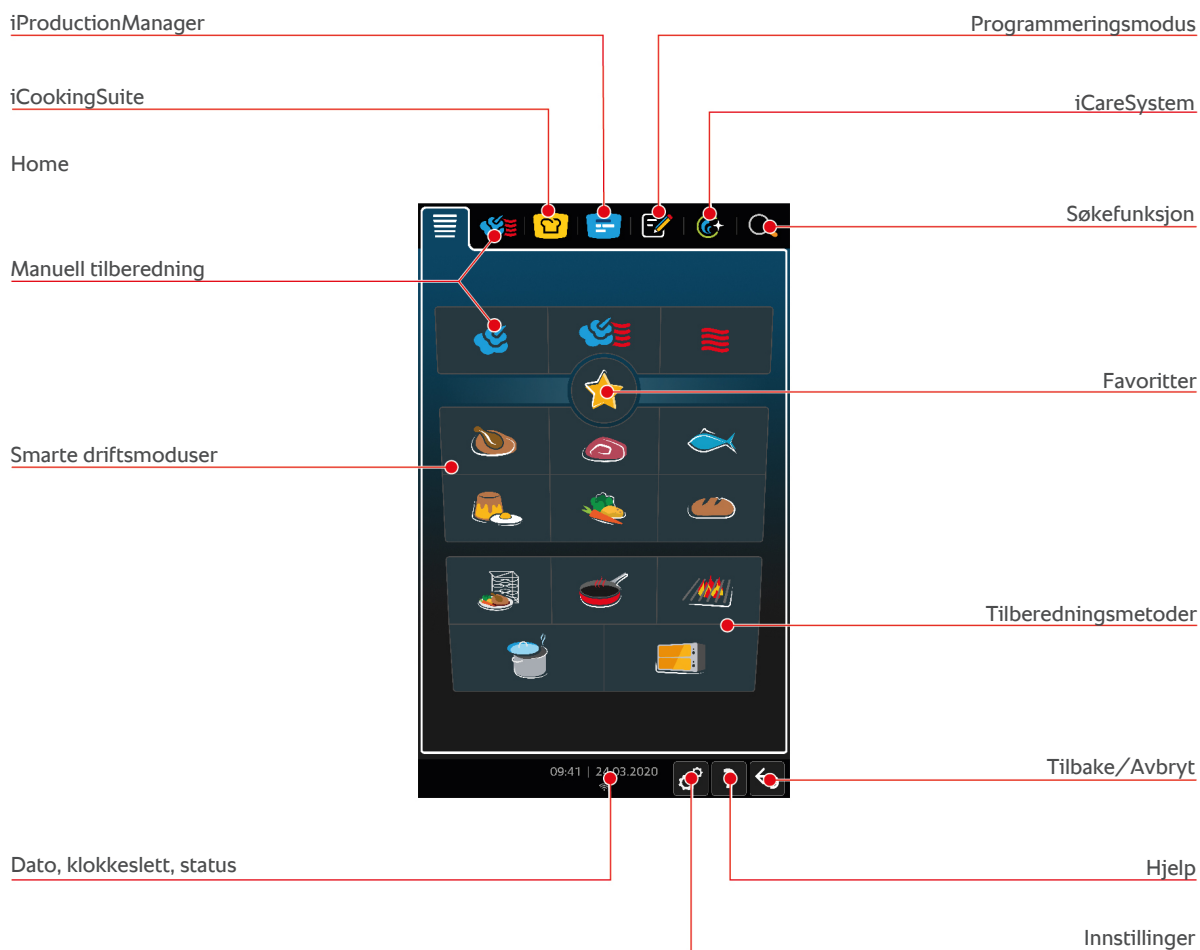 iProductionManager
Programmeringsmodus
iCookingSuite
iCareSystem
Home
Søkefunksjon
Manuell tilberedning
Favoritter
Smarte driftsmoduser
Tilberedningsmetoder
09:41 | 24.03.2020
Tilbake/Avbryt
Dato, klokkeslett, status
Hjelp
Innstillinger